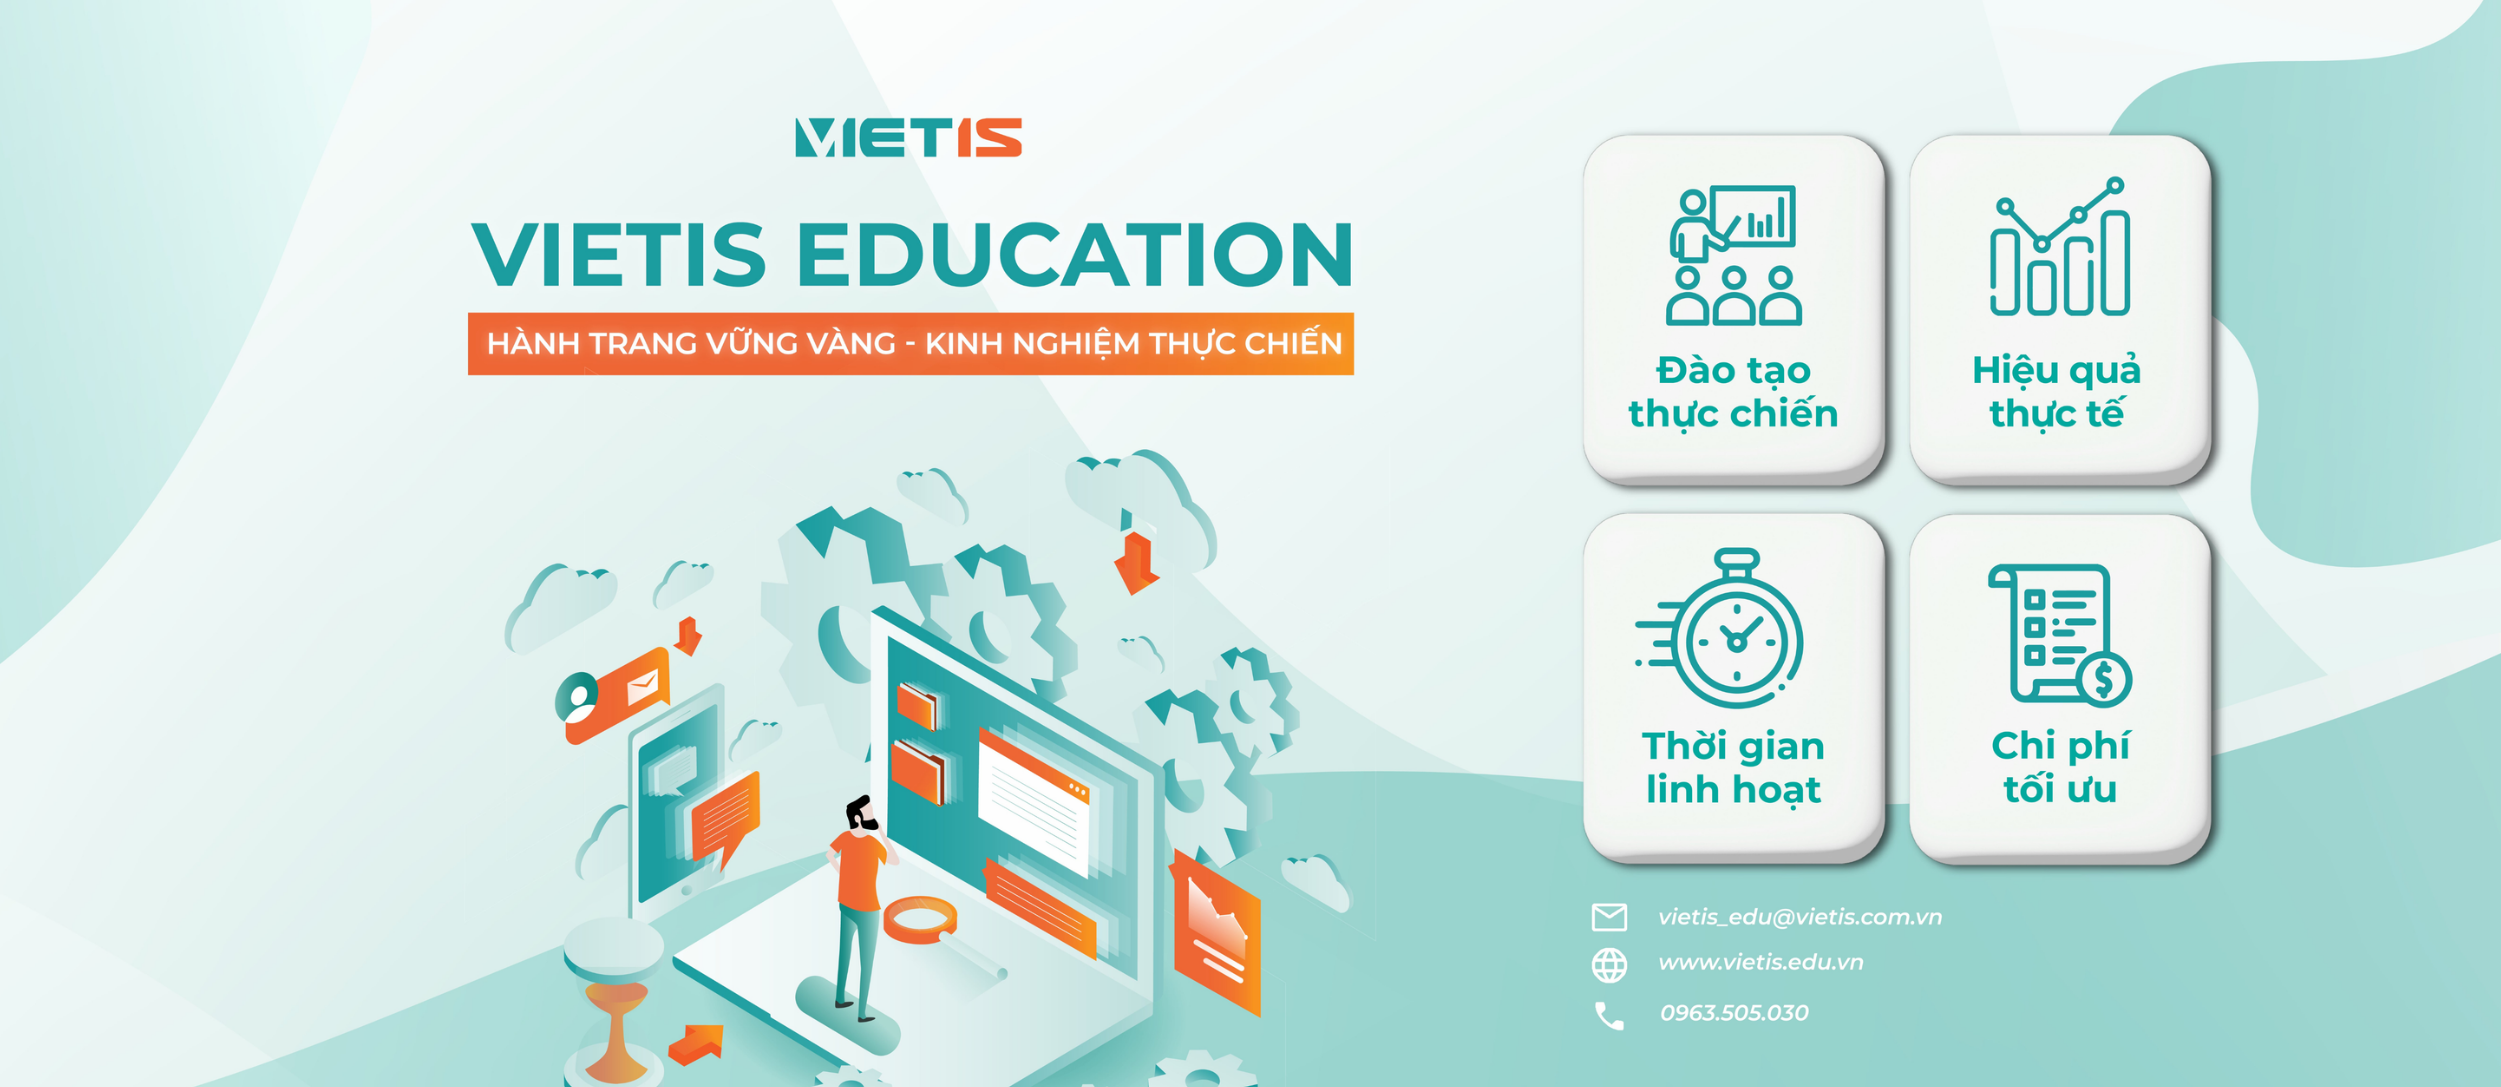 VIETIS
VIETIS EDUCATION
HÀNH TRANG VỮNG VÀNG - KINH NGHIỆM THỰC CHIẾN
Đào tạo
thực chiến
Hiệu quả
thực tế
Thời gian
linh hoạt
Chi phí
tối ưu
vietis_edu@vietis.com.vn
www.vietis.edu.vn
0963.505.030